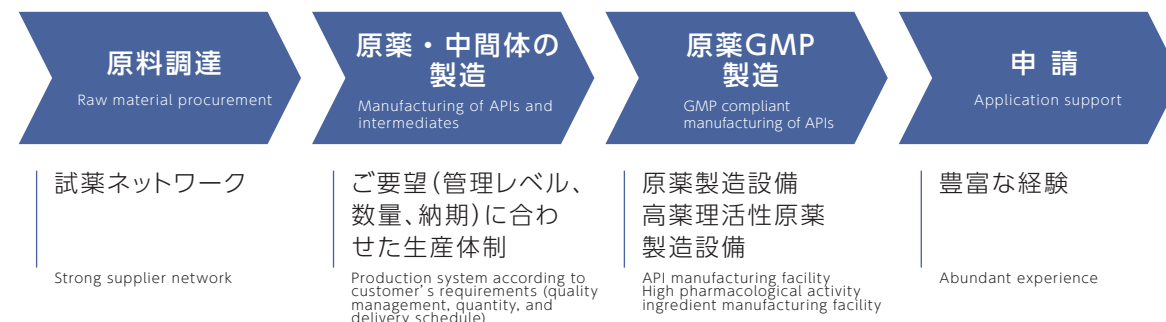 原料調達
Raw material procurement
原薬・中間体の
製造
Manufacturing of APIs and
intermediates
原薬GMP
製造
GMP compliant
manufacturing of APIs
申 請
Application support
試薬ネットワーク
Strong supplier network
ご要望(管理レベル、
数量、納期)に合わ
せた生産体制
Production system according to
customer’s requirements (quality
management, quantity, and
delivery schedule)
原薬製造設備
高薬理活性原薬
製造設備
API manufacturing facility
High pharmacological activity
ingredient manufacturing facility
豊富な経験
Abundant experience